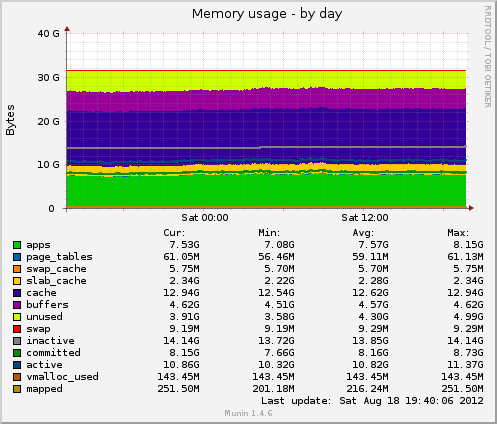 Memory usage - by day
RRDTOOL / TOBI OETIKER
Bytes
40 G
30 G
20 G
10 G
0
Sat 00:00 Sat 12:00
Cur: Min: Avg: Max:
apps 7.53G 7.08G 7.57G 8.15G
page_tables 61.05M 56.46M 59.11M 61.13M
swap_cache 5.75M 5.70M 5.70M 5.75M
slab_cache 2.34G 2.22G 2.28G 2.34G
cache 12.94G 12.54G 12.62G 12.94G
buffers 4.62G 4.51G 4.57G 4.62G
unused 3.91G 3.58G 4.30G 4.99G
swap 9.19M 9.19M 9.29M 9.29M
inactive 14.14G 13.72G 13.85G 14.14G
committed 8.15G 7.66G 8.16G 8.73G
active 10.86G 10.32G 10.82G 11.37G
vmalloc_used 143.45M 143.45M 143.45M 143.45M
mapped 251.50M 201.18M 216.24M 251.50M
Last update: Sat Aug 18 19:40:06 2012
Munin 1.4.6